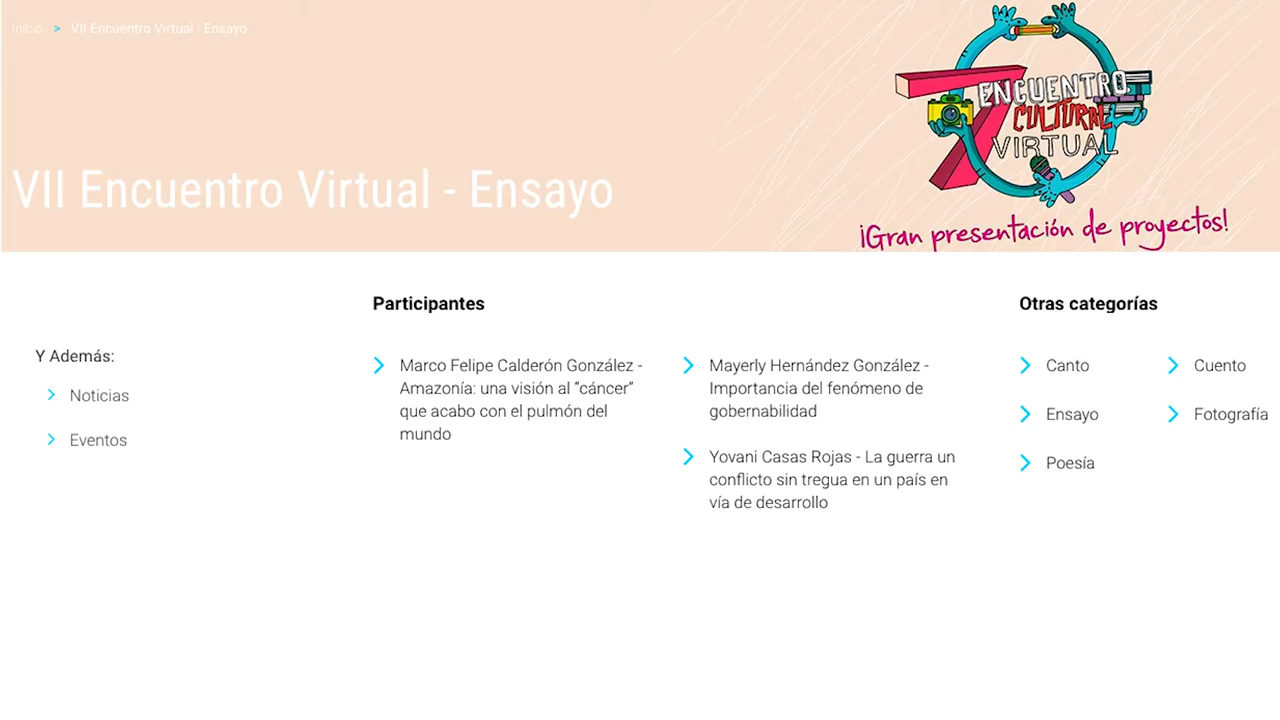 Inicio > VII Encuentro Virtual - Ensayo
7 ENCUENTRO
CULTURAL
VIRTUAL
VII Encuentro Virtual - Ensayo
¡Gran presentación de proyectos!
Y Además:
Noticias
Eventos
Participantes
Marco Felipe Calderón González -
Amazonía: una visión al “cáncer”
que acabo con el pulmón del
mundo
Mayerly Hernández González -
Importancia del fenómeno de
gobernabilidad
Yovani Casas Rojas - La guerra un
conflicto sin tregua en un país en
vía de desarrollo
Otras categorías
Canto
Cuento
Ensayo
Fotografía
Poesía